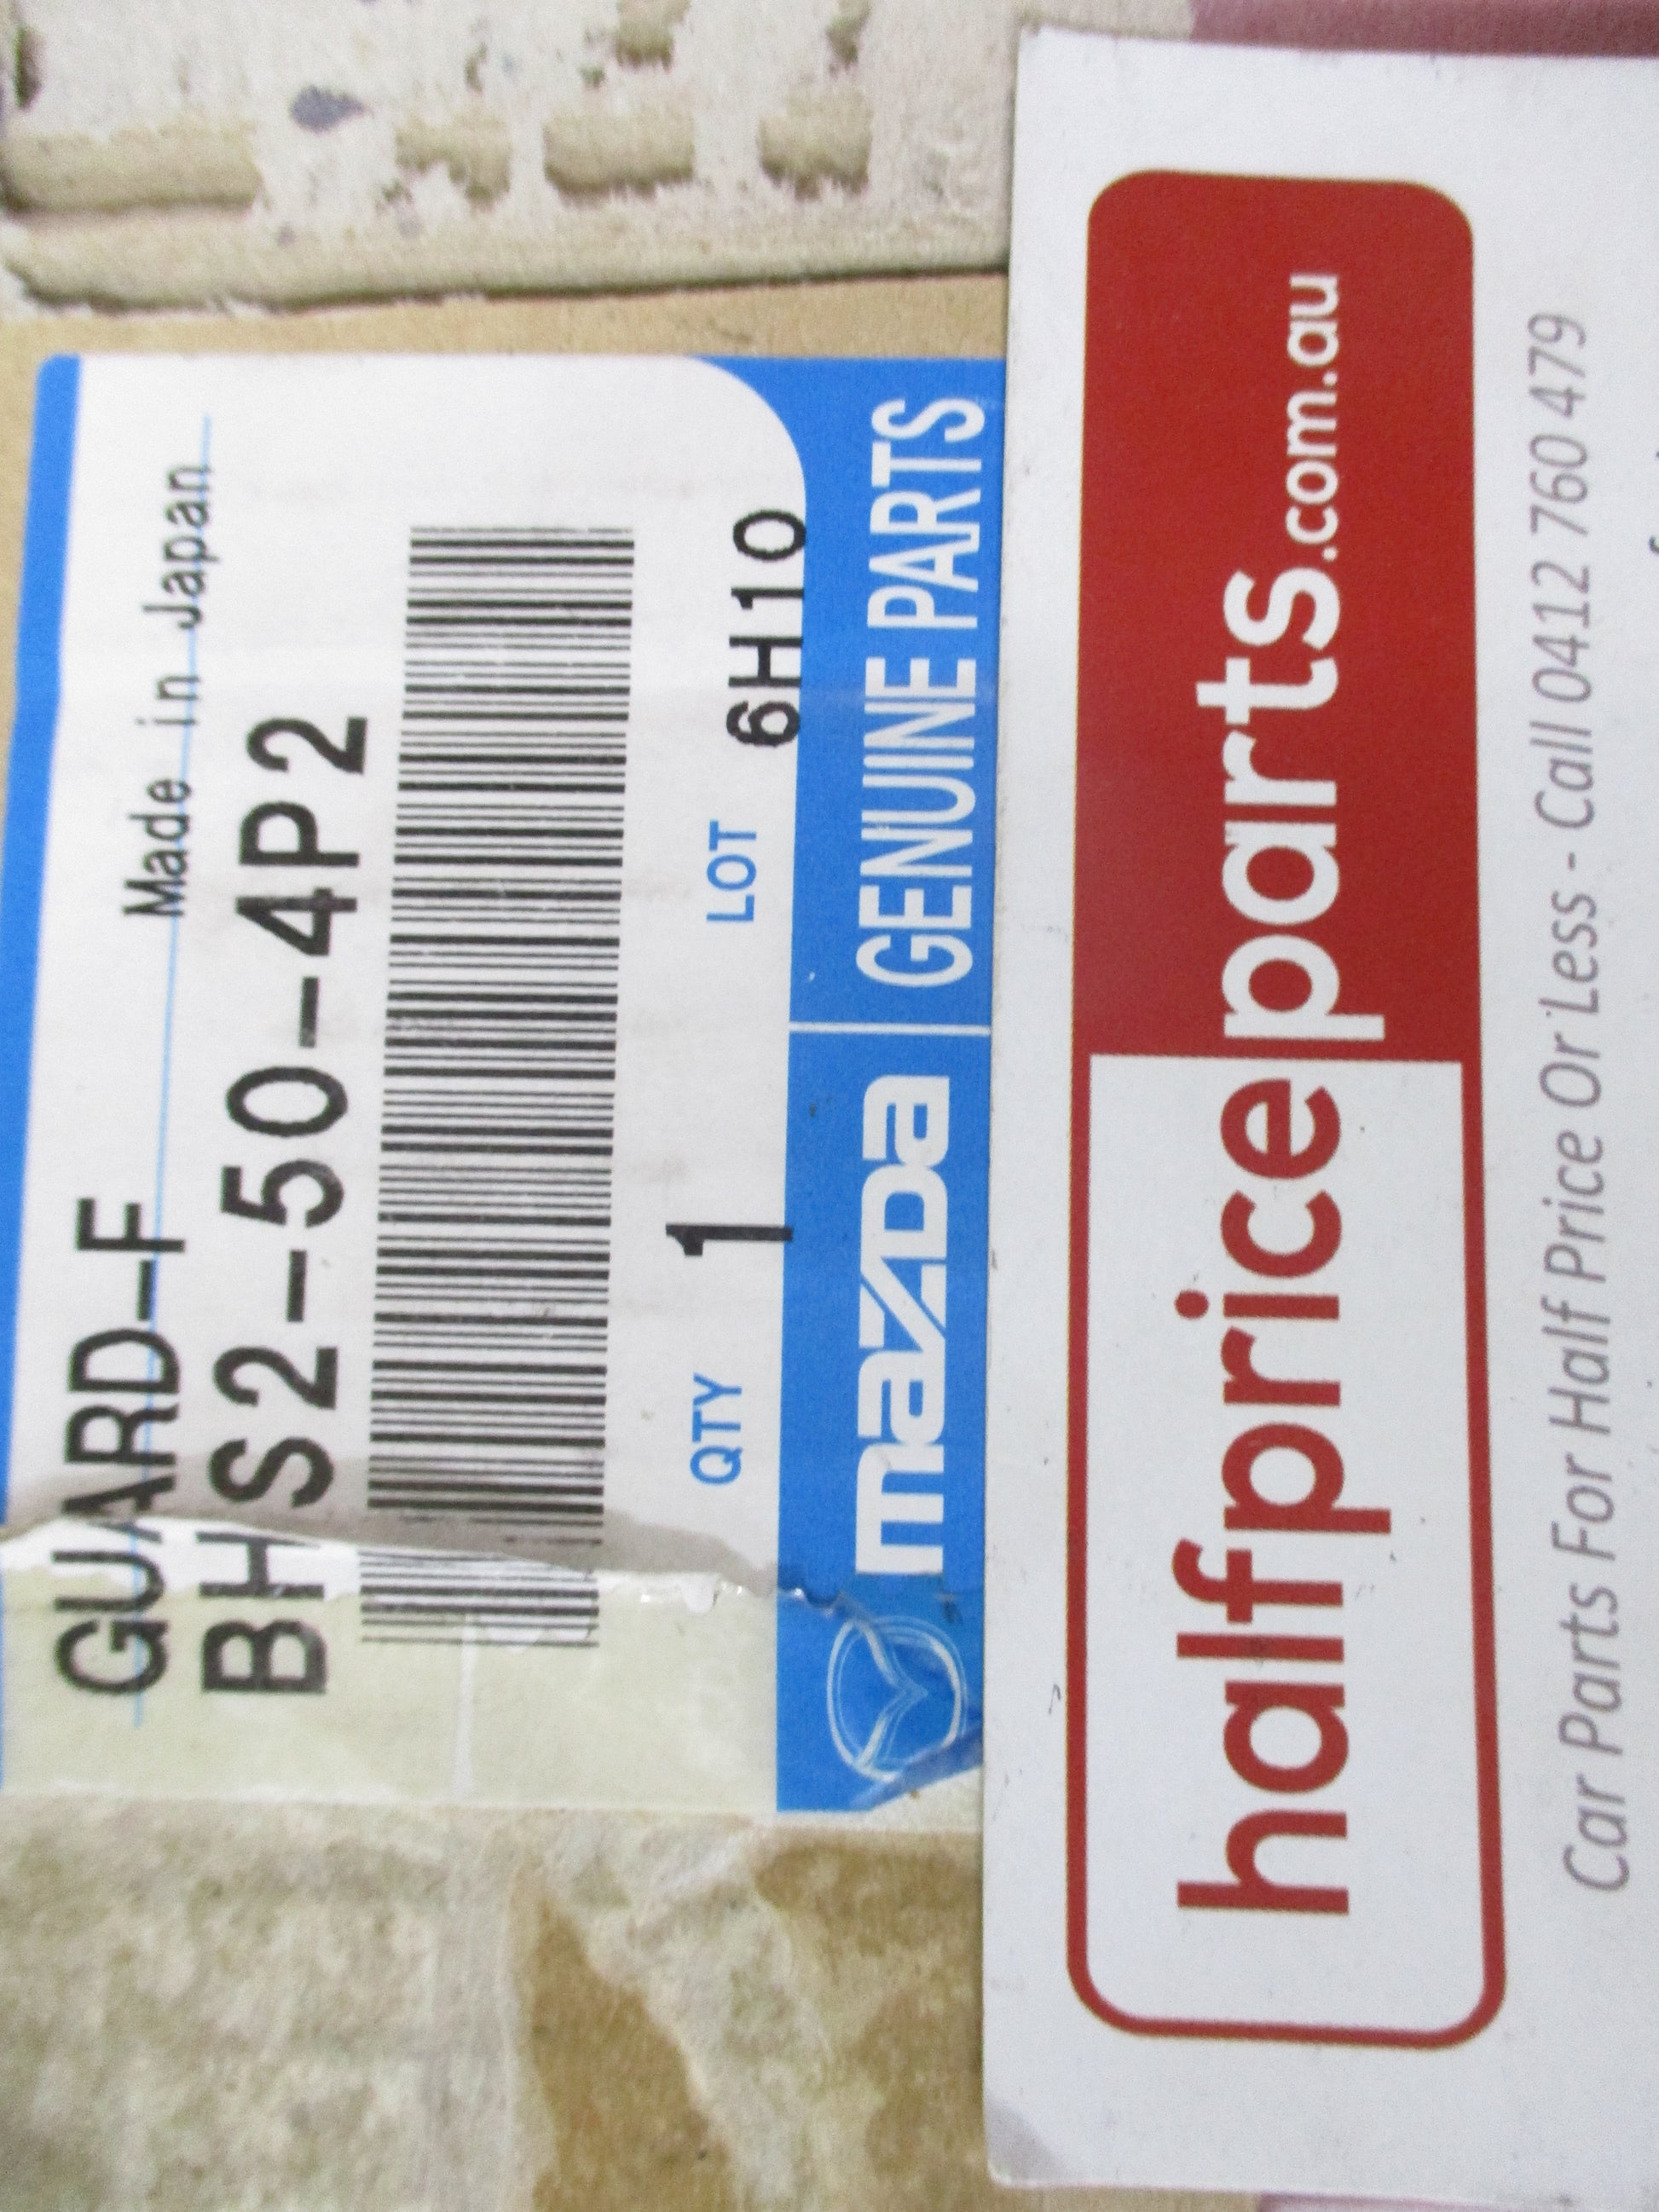 Made in Japan
GUARD-F
BHS2-50-4P2
QTY 1 LOT 6H10
mazda GENUINE PARTS
halfpriceparts.com.au
Car Parts For Half Price Or Less - Call 0412 760 479